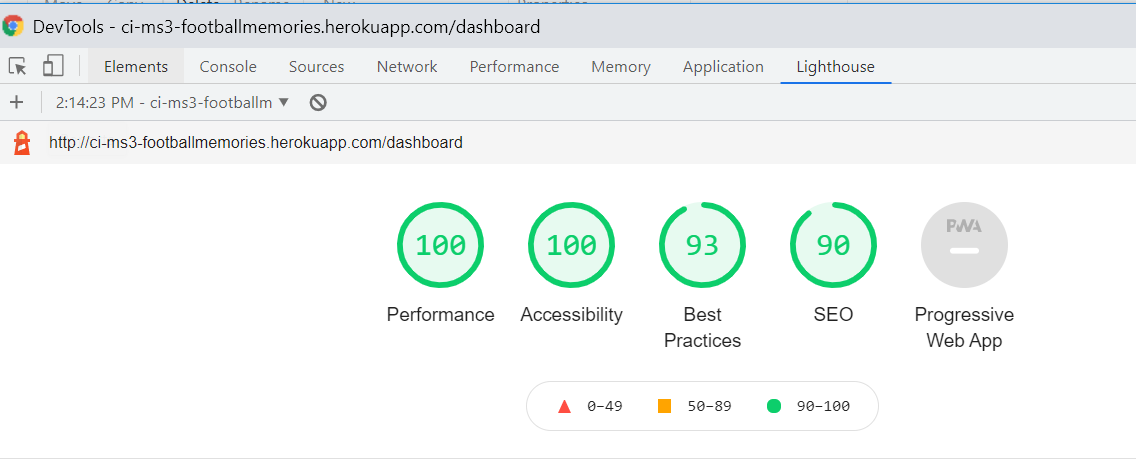 DevTools - ci-ms3-footballmemories.herokuapp.com/dashboard
Elements Console Sources Network Performance Memory Application Lighthouse
2:14:23 PM - ci-ms3-footballm
http://ci-ms3-footballmemories.herokuapp.com/dashboard
100 100 93 90 PWA
Performance Accessibility Best Practices SEO Progressive Web App
0–49 50–89 90–100